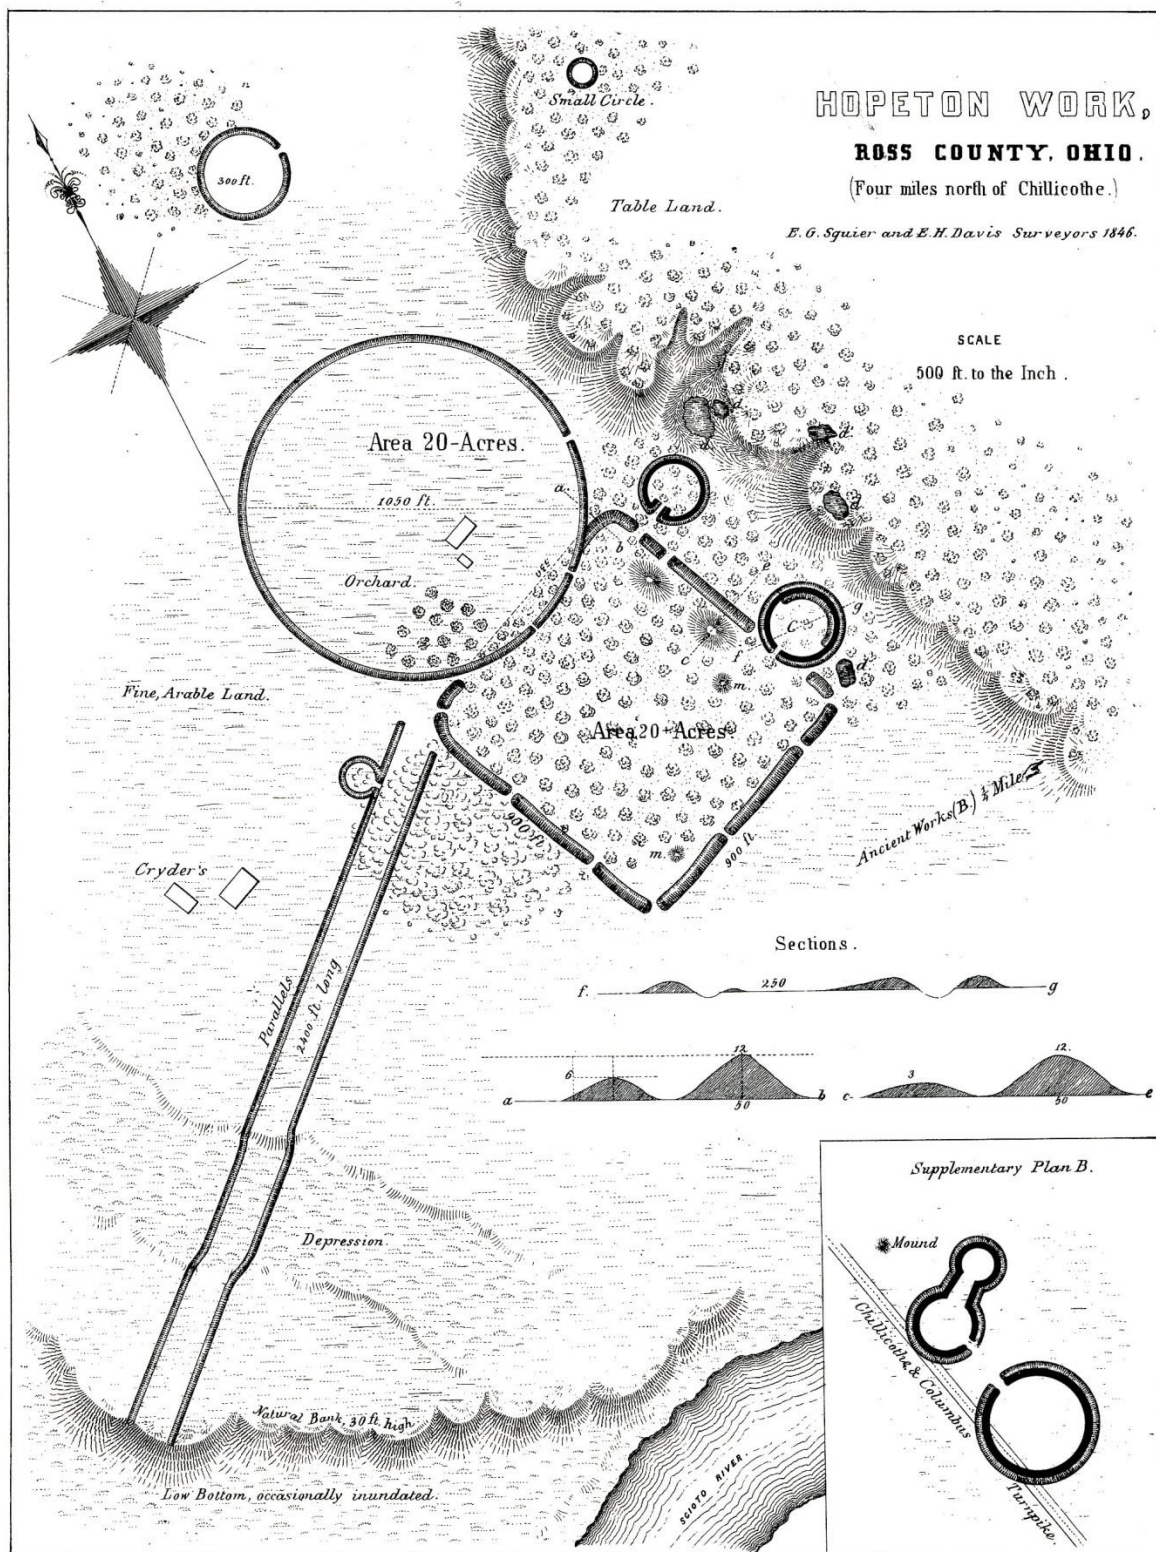 HOPETON WORK,
ROSS COUNTY, OHIO.
(Four miles north of Chillicothe.)
E. G. Squier and E. H. Davis Surveyors 1846.
SCALE
500 ft. to the Inch.
Small Circle.
300 ft.
Table Land.
Area 20-Acres.
1050 ft.
a
b
Orchard.
d
d
d
d
e
g
C
c
f
d
m.
Fine, Arable Land.
Area 20-Acres
900 ft
900 ft
m.
Ancient Works (B.) ¼ Mile
Cryder's
Parallels
2400 ft. long
Sections.
f.
250
g
12.
12.
6
3
a
50
b
c
50
e
Depression.
Natural Bank, 30 ft. high
Low Bottom, occasionally inundated.
SCIOTO RIVER.
Supplementary Plan B.
Mound
Chillicothe & Columbus
Turnpike.